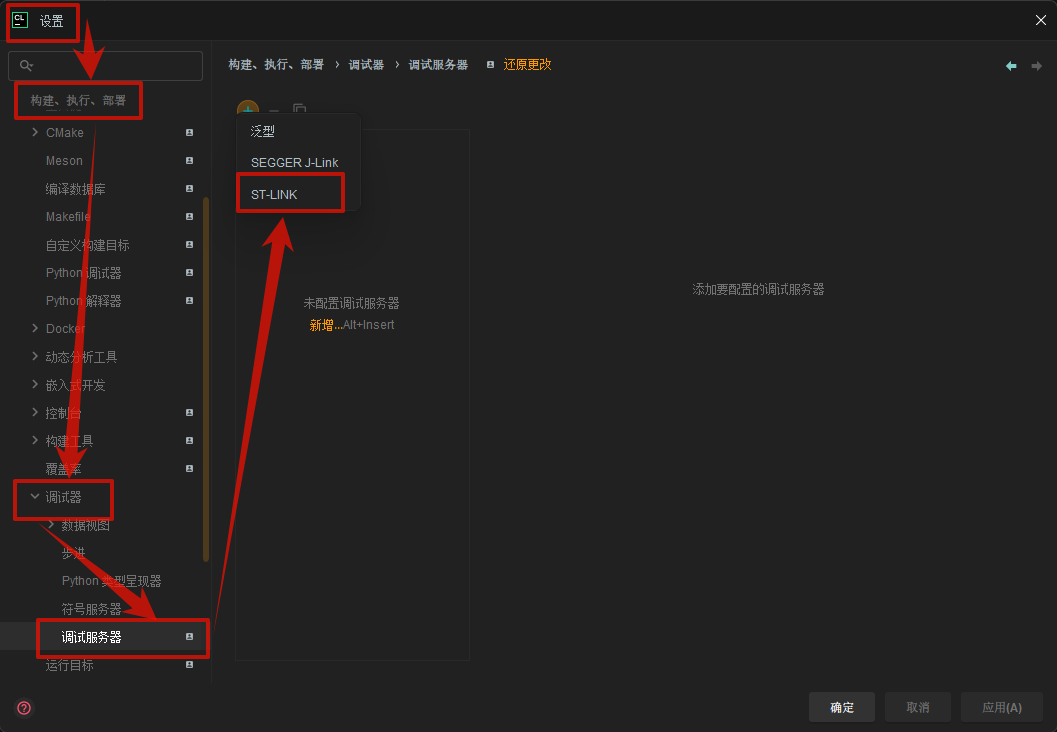 CL
设置
构建、执行、部署 › 调试器 › 调试服务器 还原更改
构建、执行、部署
CMake
Meson
编译数据库
Makefile
自定义构建目标
Python 调试器
Python 解释器
Docker
动态分析工具
嵌入式开发
控制台
构建工具
覆盖率
调试器
数据视图
步进
Python 类型呈现器
符号服务器
调试服务器
运行目标
泛型
SEGGER J-Link
ST-LINK
未配置调试服务器
新增...Alt+Insert
添加要配置的调试服务器
?
确定
取消
应用(A)